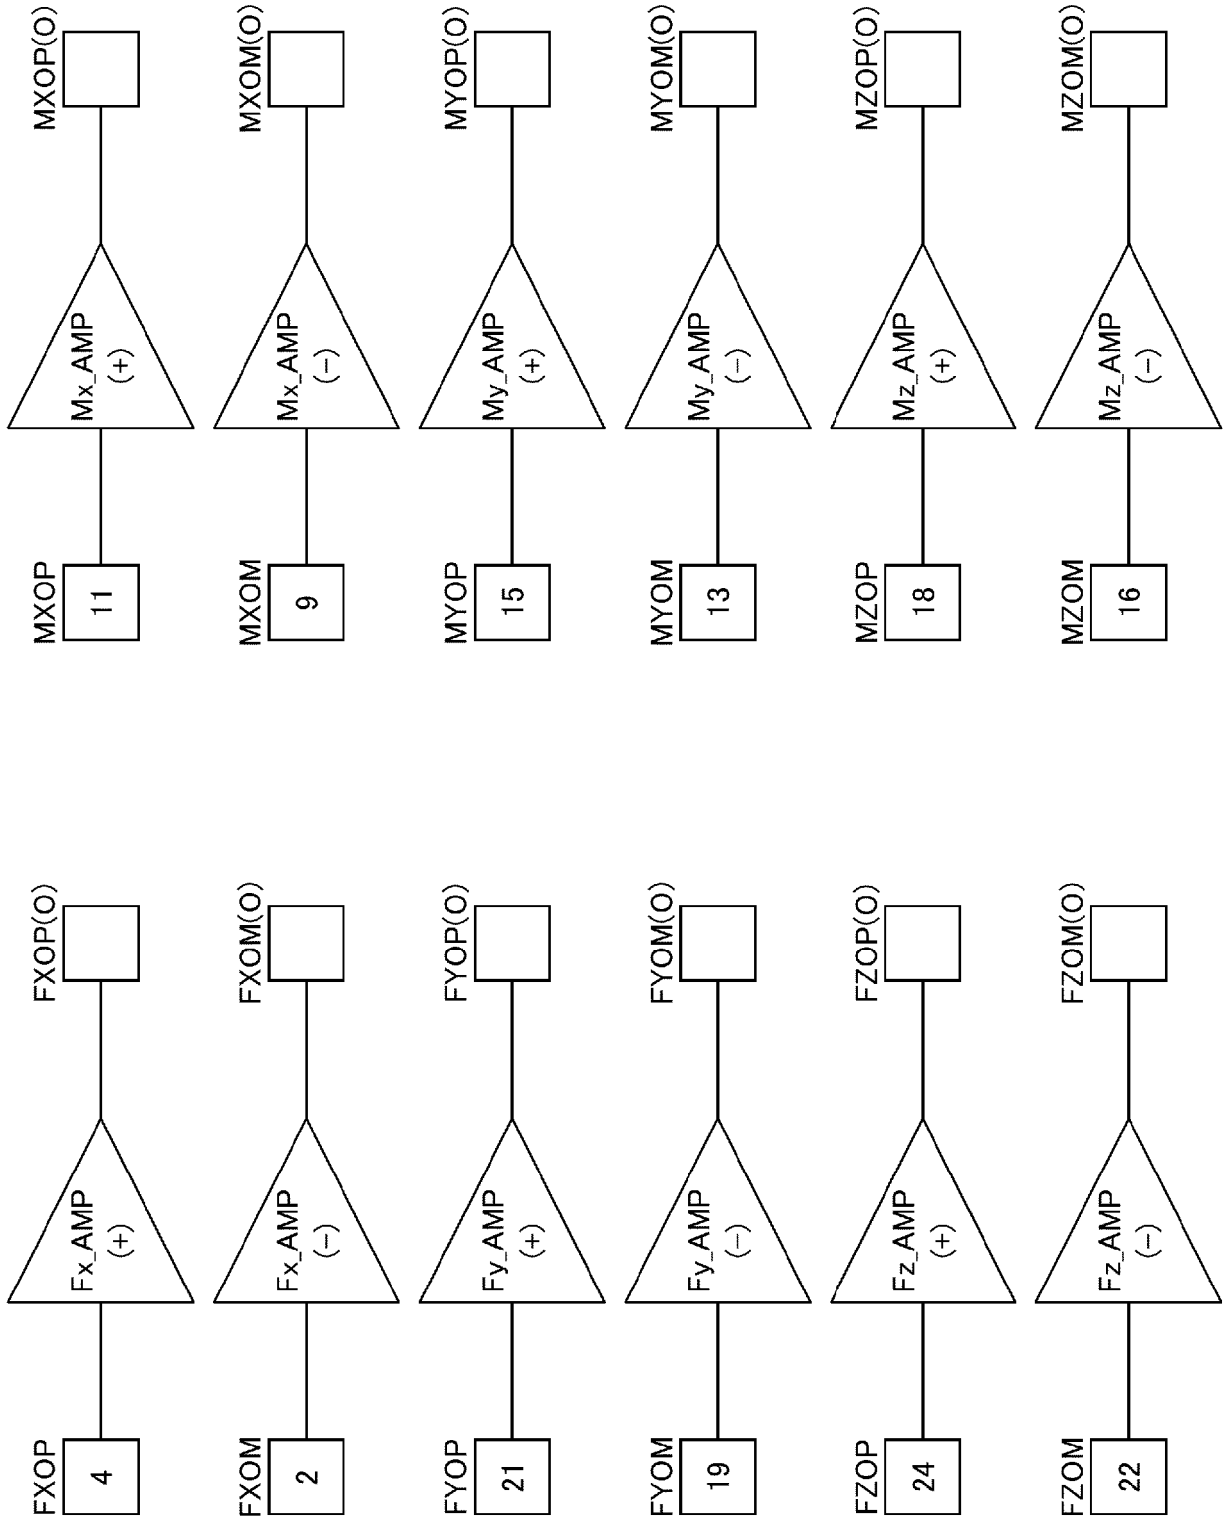 FXOP
4
Fx_AMP
(+)
FXOP(O)
FXOM
2
Fx_AMP
(−)
FXOM(O)
FYOP
21
Fy_AMP
(+)
FYOP(O)
FYOM
19
Fy_AMP
(−)
FYOM(O)
FZOP
24
Fz_AMP
(+)
FZOP(O)
FZOM
22
Fz_AMP
(−)
FZOM(O)
MXOP
11
Mx_AMP
(+)
MXOP(O)
MXOM
9
Mx_AMP
(−)
MXOM(O)
MYOP
15
My_AMP
(+)
MYOP(O)
MYOM
13
My_AMP
(−)
MYOM(O)
MZOP
18
Mz_AMP
(+)
MZOP(O)
MZOM
16
Mz_AMP
(−)
MZOM(O)